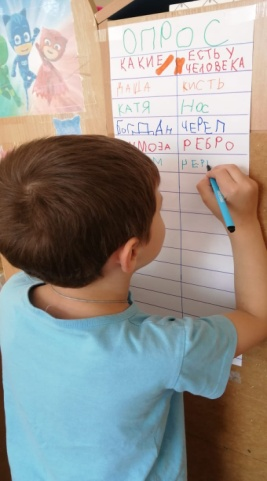 ОПРОС
КАКИЕ ЕСТЬ У
ЧЕЛОВЕКА
ДАША КИСТЬ
КАТЯ НОС
БОГДАН ЧЕРЕП
РЕБРО